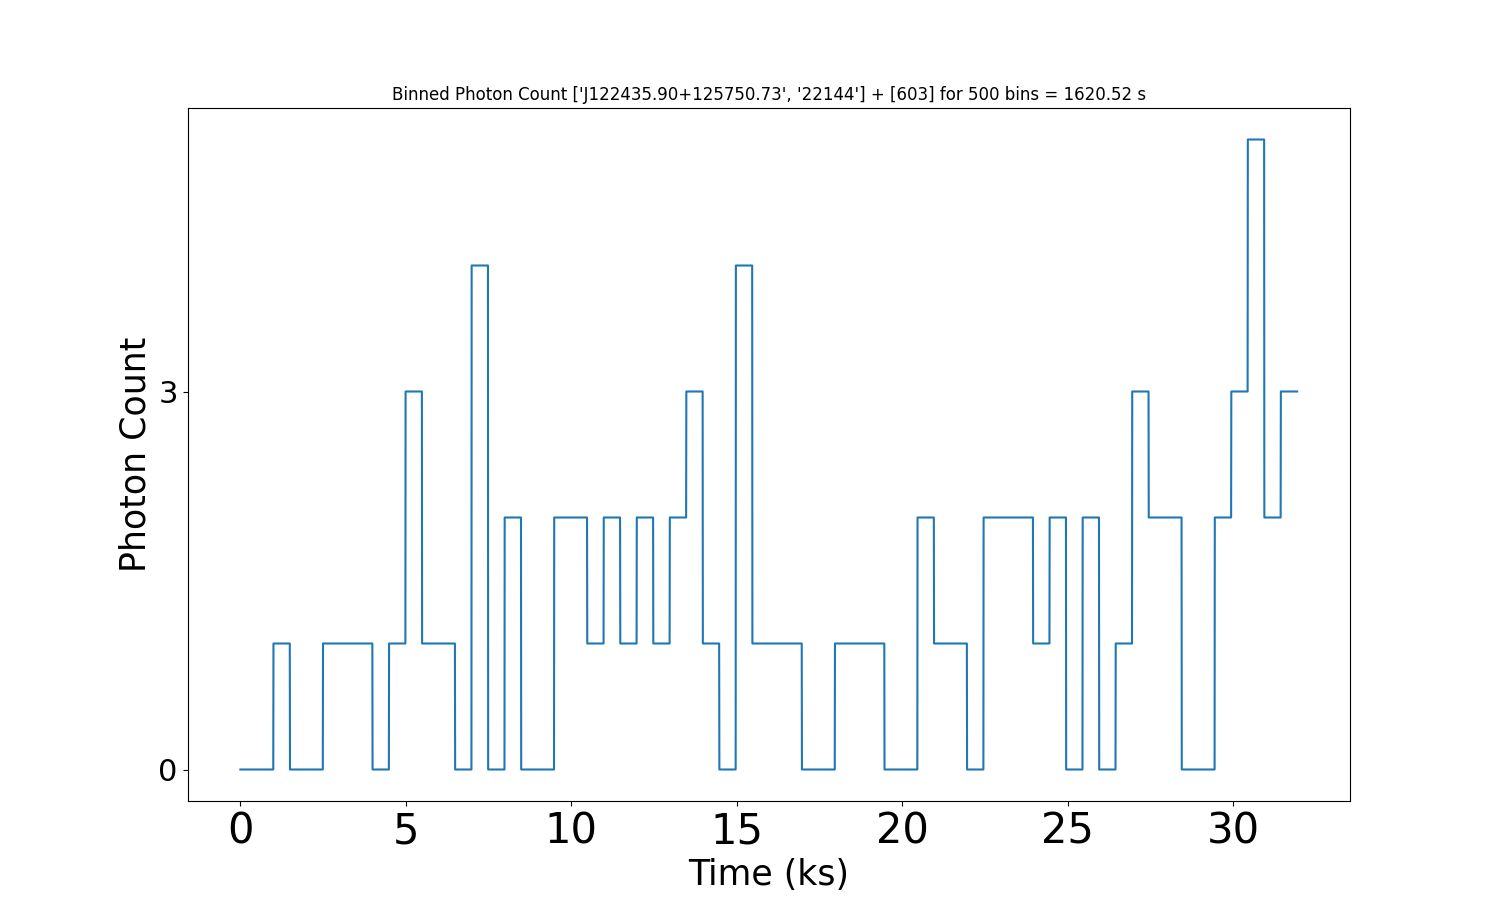 Binned Photon Count ['J122435.90+125750.73', '22144'] + [603] for 500 bins = 1620.52 s
Photon Count
3
0
0 5 10 15 20 25 30
Time (ks)